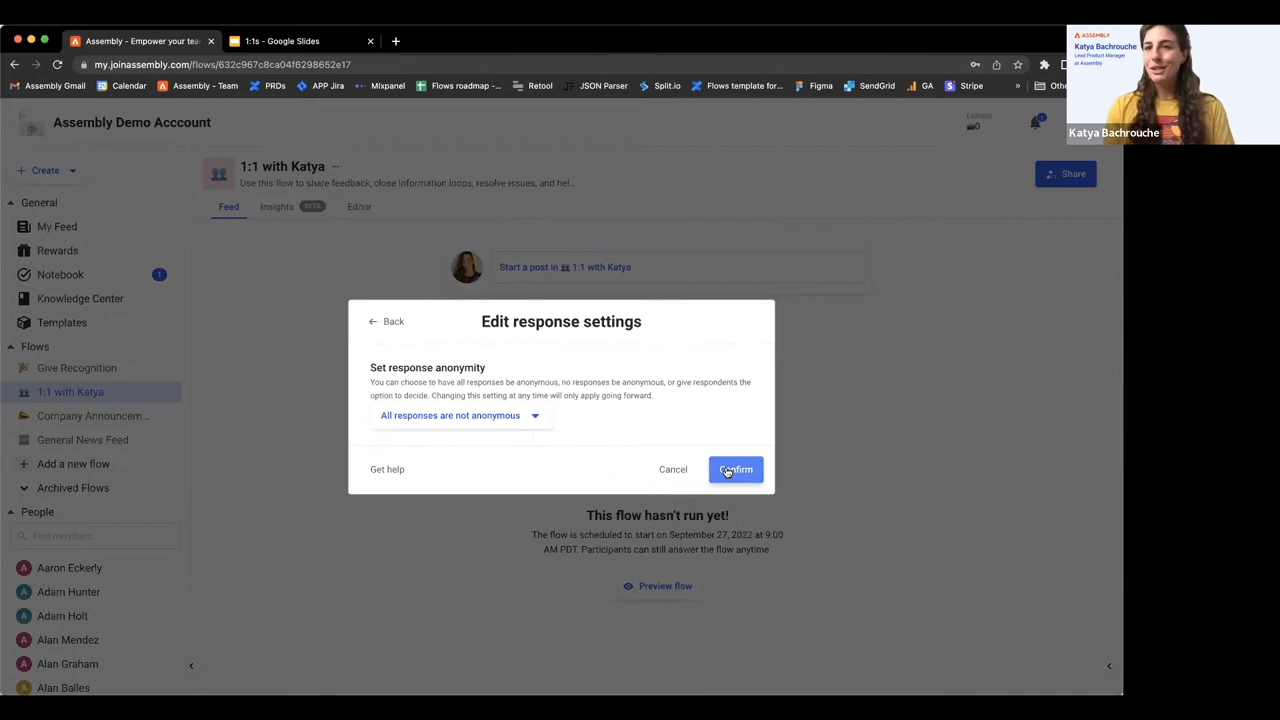 Assembly - Empower your tea
1:1s - Google Slides
my.joinassembly.com/flows/632c967c8ca04f6298652e17
Assembly Gmail
Calendar
Assembly - Team
PRDs
APP Jira
Mixpanel
Flows roadmap -...
Retool
JSON Parser
Split.io
Flows template for...
Figma
SendGrid
GA
Stripe
»
Othe
ASSEMBLY
Katya Bachrouche
Lead Product Manager
at Assembly
Katya Bachrouche
Assembly Demo Acccount
EARNED
0
1
+ Create
1:1 with Katya ...
Use this flow to share feedback, close information loops, resolve issues, and hel...
Share
Feed
Insights
BETA
Editor
General
My Feed
Rewards
Notebook
1
Knowledge Center
Templates
Flows
Give Recognition
1:1 with Katya
Company Announcem...
General News Feed
+ Add a new flow
Archived Flows
People
Find members
A Aaron Eckerly
A Adam Hunter
A Adam Holt
A Alan Mendez
A Alan Graham
A Alan Balles
Start a post in 1:1 with Katya
Back
Edit response settings
Set response anonymity
You can choose to have all responses be anonymous, no responses be anonymous, or give respondents the
option to decide. Changing this setting at any time will only apply going forward.
All responses are not anonymous
Get help
Cancel
Confirm
This flow hasn't run yet!
The flow is scheduled to start on September 27, 2022 at 9:00
AM PDT. Participants can still answer the flow anytime.
Preview flow